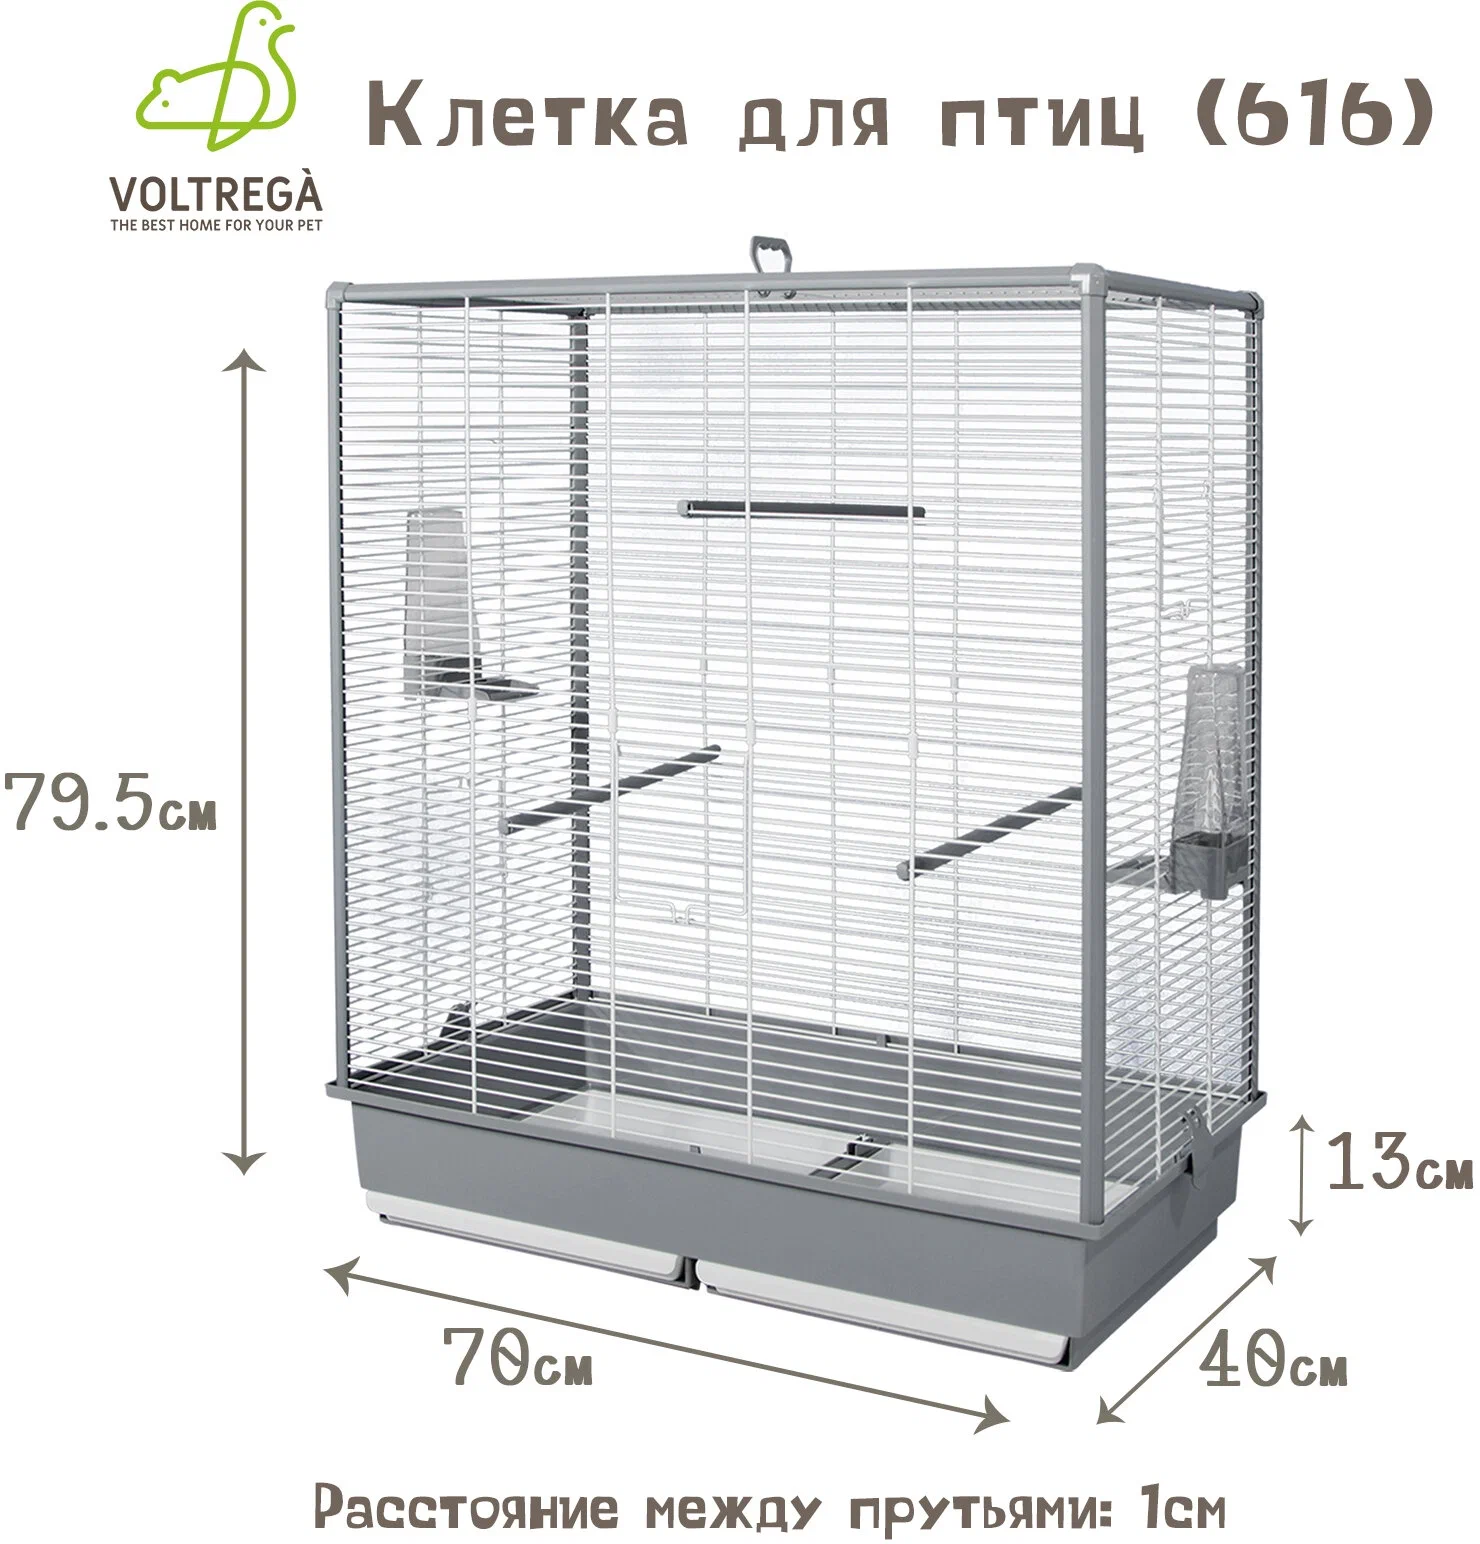 Клетка для птиц (616)
VOLTREGÀ
THE BEST HOME FOR YOUR PET
79.5см
13см
70см
40см
Расстояние между прутьями: 1см